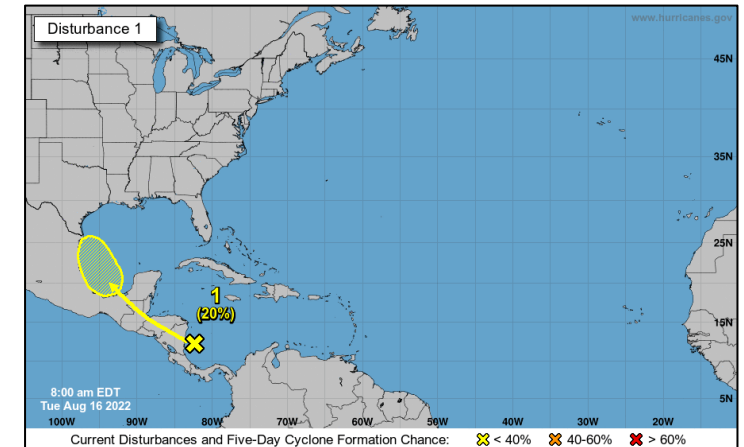 Disturbance 1
www.hurricanes.gov
45N
35N
25N
1
(20%)
15N
8:00 am EDT
Tue Aug 16 2022
5N
100W 90W 80W 70W 60W 50W 40W 30W 20W
Current Disturbances and Five-Day Cyclone Formation Chance: < 40% 40-60% > 60%